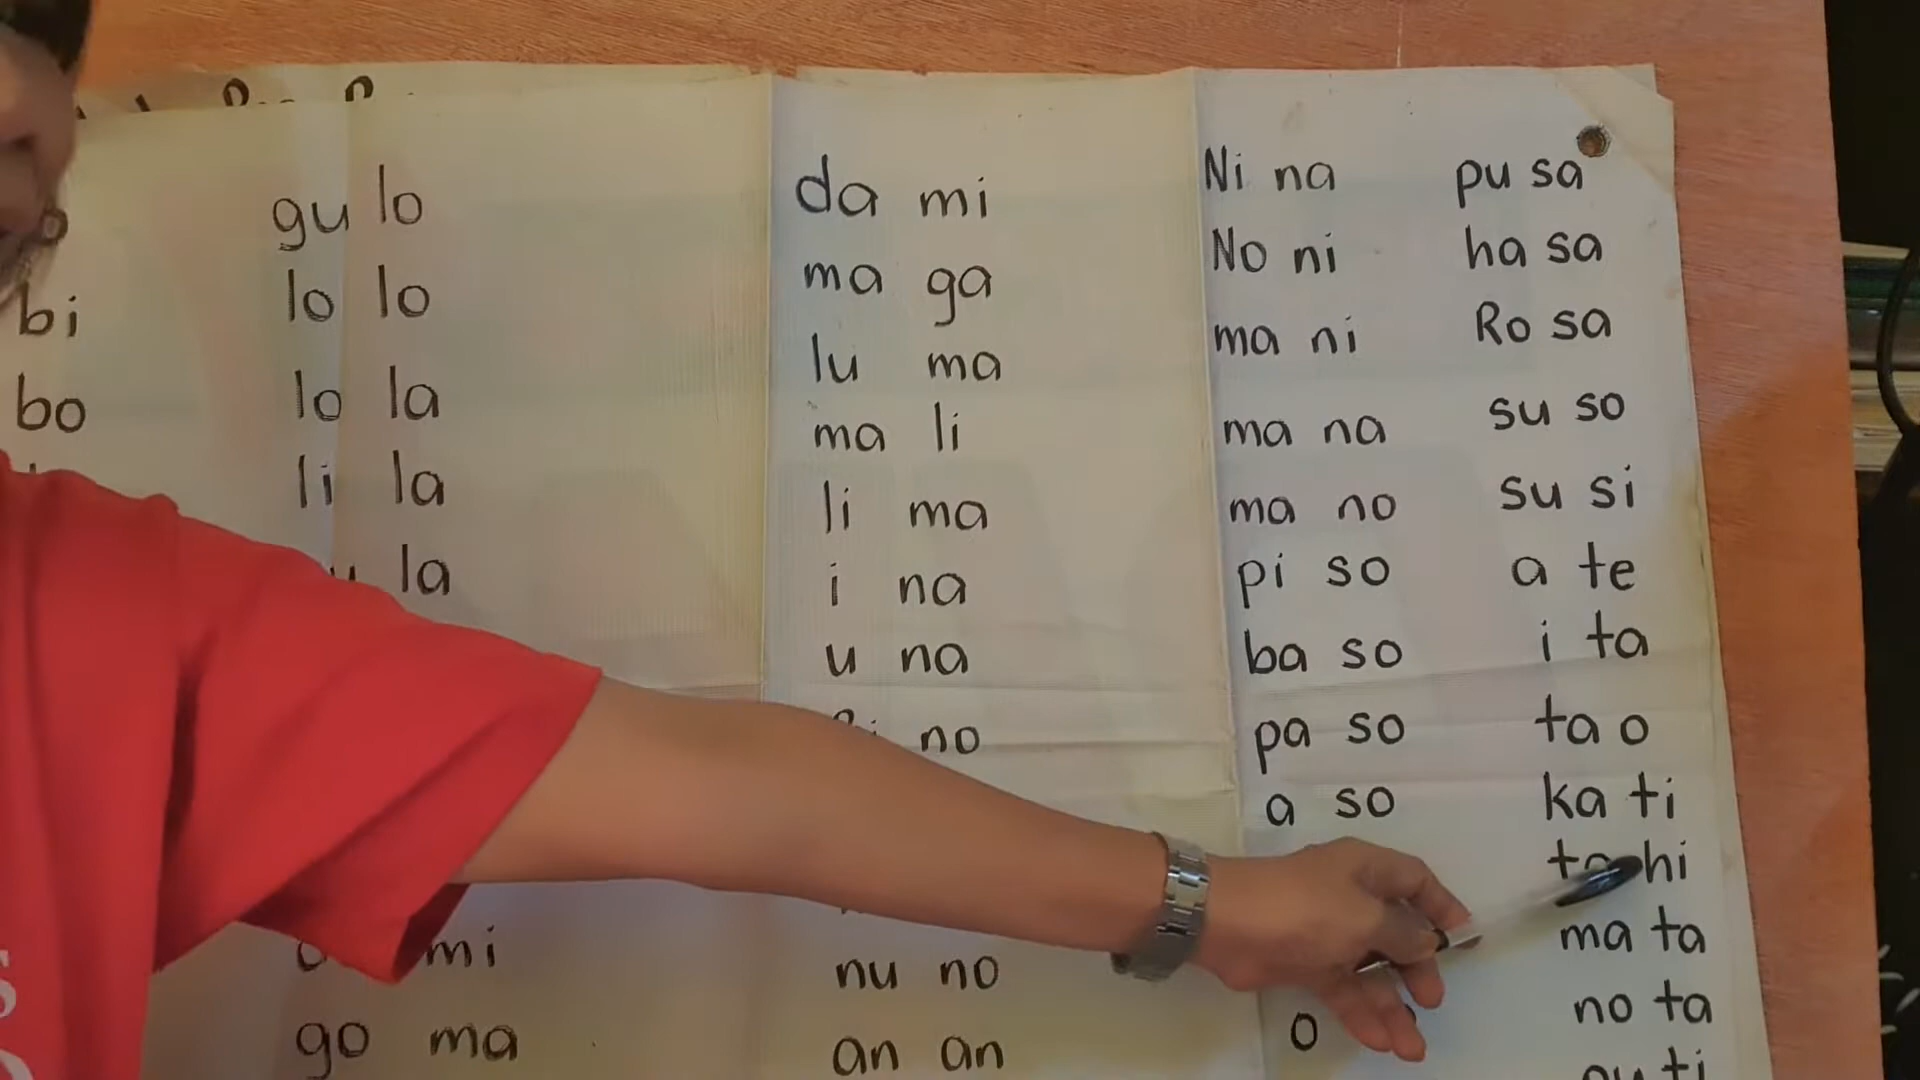 bi
bo
gu lo
lo lo
lo la
li la
la
mi
go ma
da mi
ma ga
lu ma
ma li
li ma
i na
u na
no
nu no
an an
Ni na
No ni
ma ni
ma na
ma no
pi so
ba so
pa so
a so
o
pu sa
ha sa
Ro sa
su so
su si
a te
i ta
ta o
ka ti
hi
ma ta
no ta
ti